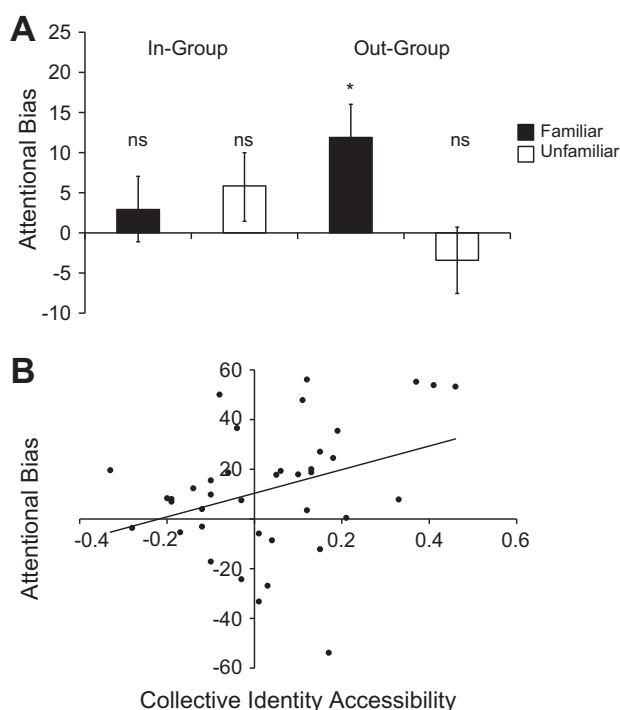 A
25
20
15
10
5
0
-5
-10
Attentional Bias
In-Group
Out-Group
ns
ns
*
ns
Familiar
Unfamiliar
B
60
40
20
-20
-40
-60
-0.4
-0.2
0
0.2
0.4
0.6
Attentional Bias
Collective Identity Accessibility